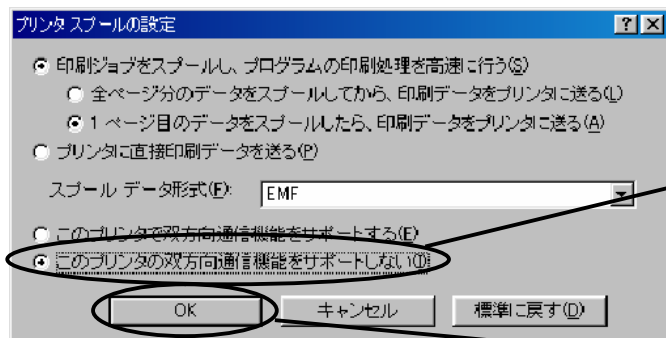 プリンタ スプールの設定
印刷ジョブをスプールし、プログラムの印刷処理を高速に行う(S)
全ページ分のデータをスプールしてから、印刷データをプリンタに送る(L)
1 ページ目のデータをスプールしたら、印刷データをプリンタに送る(A)
プリンタに直接印刷データを送る(P)
スプール データ形式(F): EMF
このプリンタで双方向通信機能をサポートする(E)
このプリンタの双方向通信機能をサポートしない(I)
OK キャンセル 標準に戻す(D)